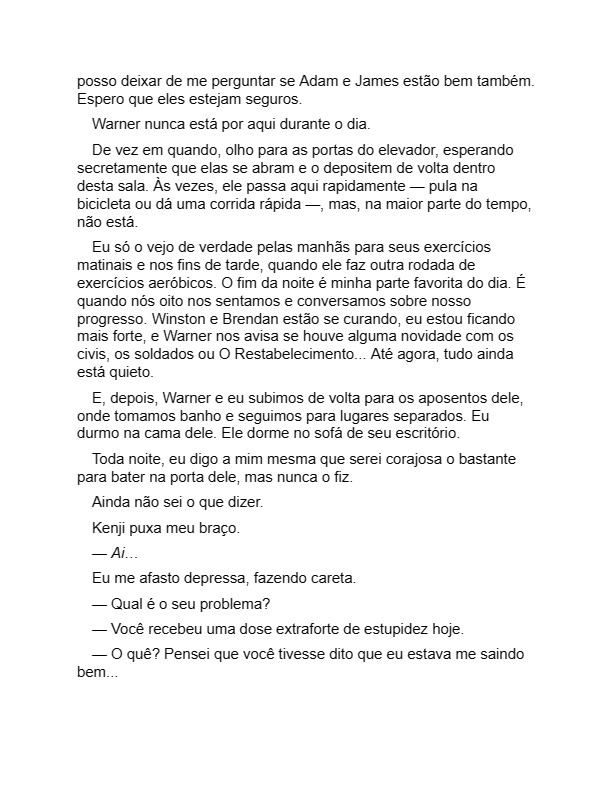 posso deixar de me perguntar se Adam e James estão bem também.
Espero que eles estejam seguros.
Warner nunca está por aqui durante o dia.
De vez em quando, olho para as portas do elevador, esperando
secretamente que elas se abram e o depositem de volta dentro
desta sala. Às vezes, ele passa aqui rapidamente — pula na
bicicleta ou dá uma corrida rápida —, mas, na maior parte do tempo,
não está.
Eu só o vejo de verdade pelas manhãs para seus exercícios
matinais e nos fins de tarde, quando ele faz outra rodada de
exercícios aeróbicos. O fim da noite é minha parte favorita do dia. É
quando nós oito nos sentamos e conversamos sobre nosso
progresso. Winston e Brendan estão se curando, eu estou ficando
mais forte, e Warner nos avisa se houve alguma novidade com os
civis, os soldados ou O Restabelecimento... Até agora, tudo ainda
está quieto.
E, depois, Warner e eu subimos de volta para os aposentos dele,
onde tomamos banho e seguimos para lugares separados. Eu
durmo na cama dele. Ele dorme no sofá de seu escritório.
Toda noite, eu digo a mim mesma que serei corajosa o bastante
para bater na porta dele, mas nunca o fiz.
Ainda não sei o que dizer.
Kenji puxa meu braço.
— Ai...
Eu me afasto depressa, fazendo careta.
— Qual é o seu problema?
— Você recebeu uma dose extraforte de estupidez hoje.
— O quê? Pensei que você tivesse dito que eu estava me saindo
bem...